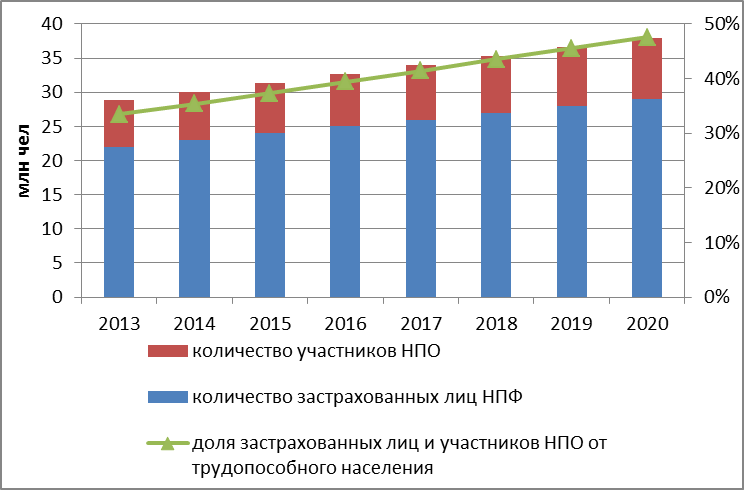 40
35
30
25
20
15
10
5
0
млн чел
50%
40%
30%
20%
10%
0%
2013 2014 2015 2016 2017 2018 2019 2020
количество участников НПО
количество застрахованных лиц НПФ
доля застрахованных лиц и участников НПО от
трудопособного населения